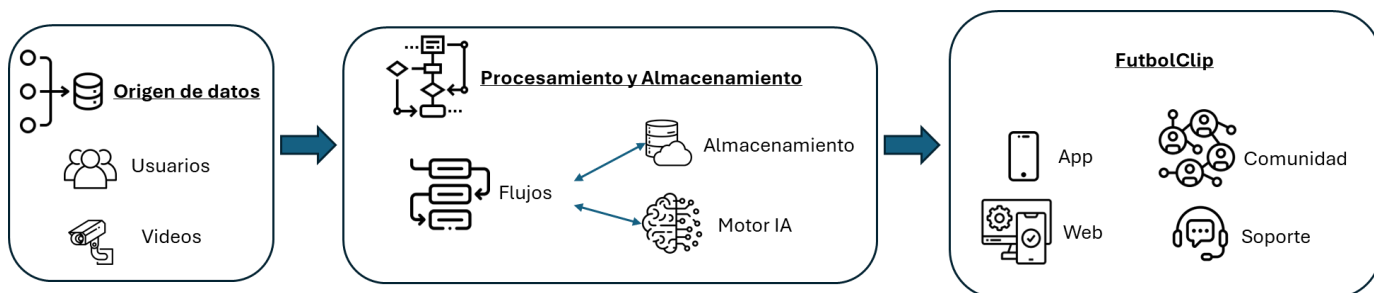 Origen de datos
Usuarios
Videos
Procesamiento y Almacenamiento
Flujos
Almacenamiento
Motor IA
FutbolClip
App
Comunidad
Web
Soporte